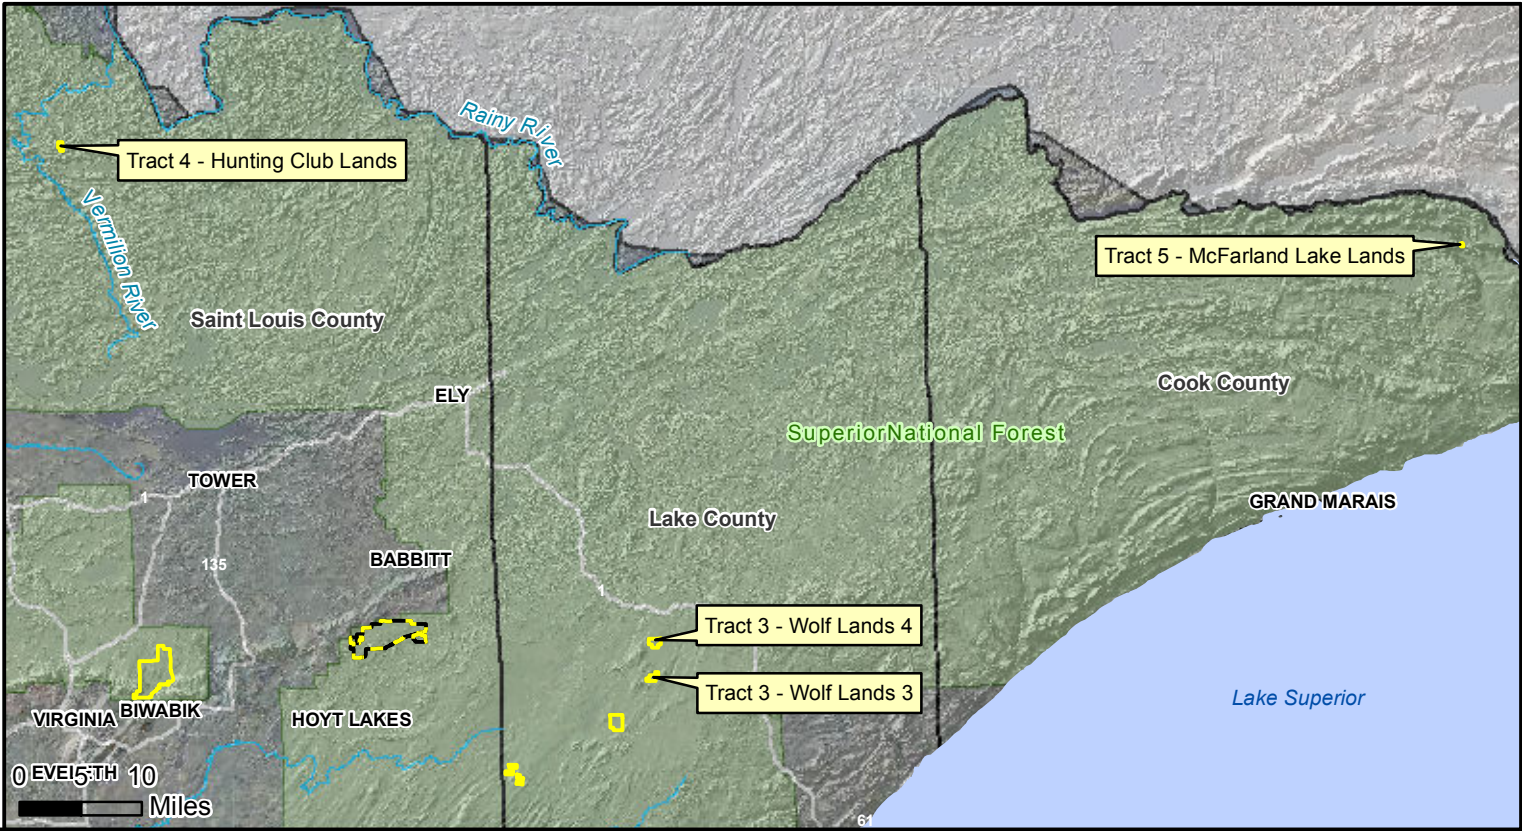 Rainy River
Tract 4 - Hunting Club Lands
Vermilion River
Tract 5 - McFarland Lake Lands
Saint Louis County
Cook County
ELY
SuperiorNational Forest
TOWER
1
GRAND MARAIS
Lake County
BABBITT
135
1
Tract 3 - Wolf Lands 4
Tract 3 - Wolf Lands 3
Lake Superior
BIWABIK
VIRGINIA
HOYT LAKES
EVELETH
0 5 10
Miles
61